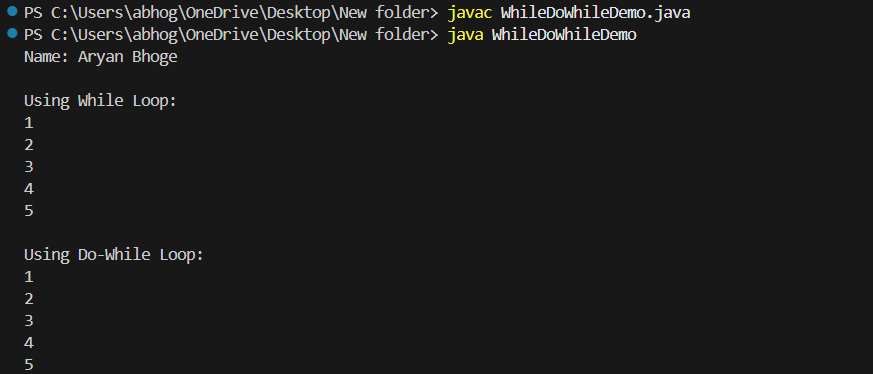 PS C:\Users\abhog\OneDrive\Desktop\New folder> javac WhileDoWhileDemo.java
PS C:\Users\abhog\OneDrive\Desktop\New folder> java WhileDoWhileDemo
Name: Aryan Bhoge
Using While Loop:
1
2
3
4
5
Using Do-While Loop:
1
2
3
4
5